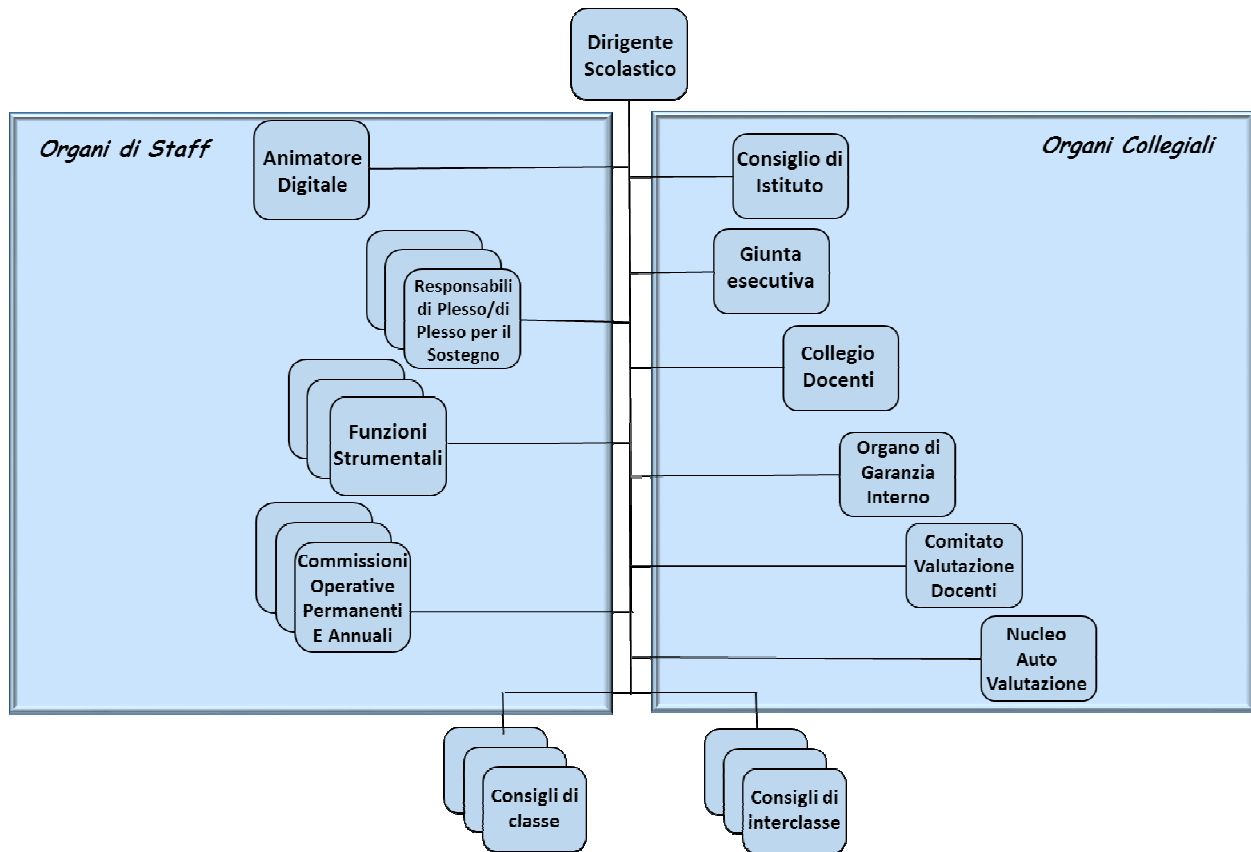 Dirigente
Scolastico
Organi di Staff
Animatore
Digitale
Responsabili
di Plesso/di
Plesso per il
Sostegno
Funzioni
Strumentali
Commissioni
Operative
Permanenti
E Annuali
Organi Collegiali
Consiglio di
Istituto
Giunta
esecutiva
Collegio
Docenti
Organo di
Garanzia
Interno
Comitato
Valutazione
Docenti
Nucleo
Auto
Valutazione
Consigli di
classe
Consigli di
interclasse